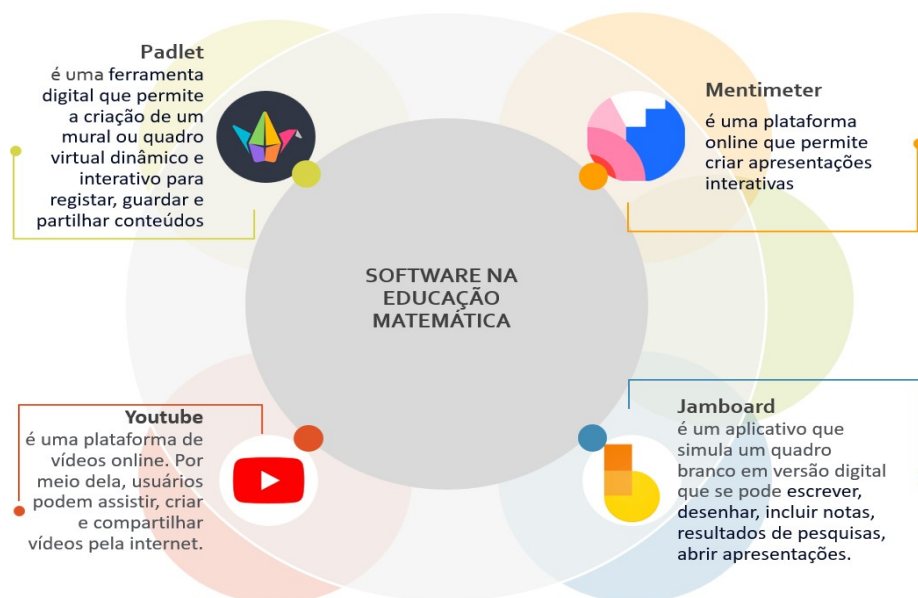 Padlet
é uma ferramenta
digital que permite
a criação de um
mural ou quadro
virtual dinâmico e
interativo para
registar, guardar e
partilhar conteúdos
Mentimeter
é uma plataforma
online que permite
criar apresentações
interativas
SOFTWARE NA
EDUCAÇÃO
MATEMÁTICA
Youtube
é uma plataforma de
vídeos online. Por
meio dela, usuários
podem assistir, criar
e compartilhar
vídeos pela internet.
Jamboard
é um aplicativo que
simula um quadro
branco em versão digital
que se pode escrever,
desenhar, incluir notas,
resultados de pesquisas,
abrir apresentações.